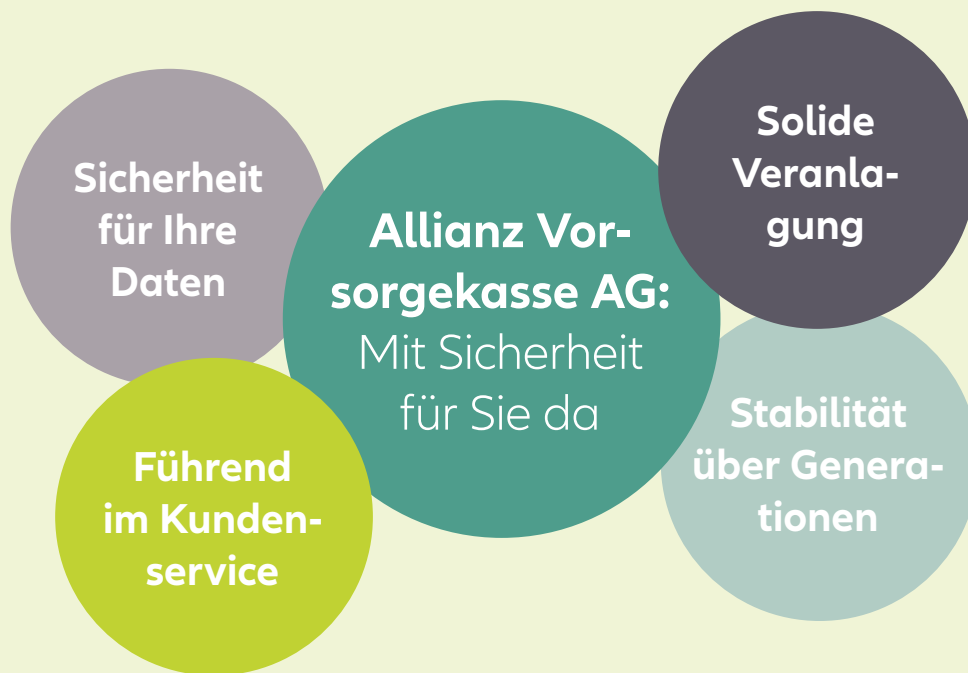 Sicherheit
für Ihre
Daten
Führend
im Kunden-
service
Allianz Vor-
sorgekasse AG:
Mit Sicherheit
für Sie da
Solide
Veranla-
gung
Stabilität
über Genera-
tionen